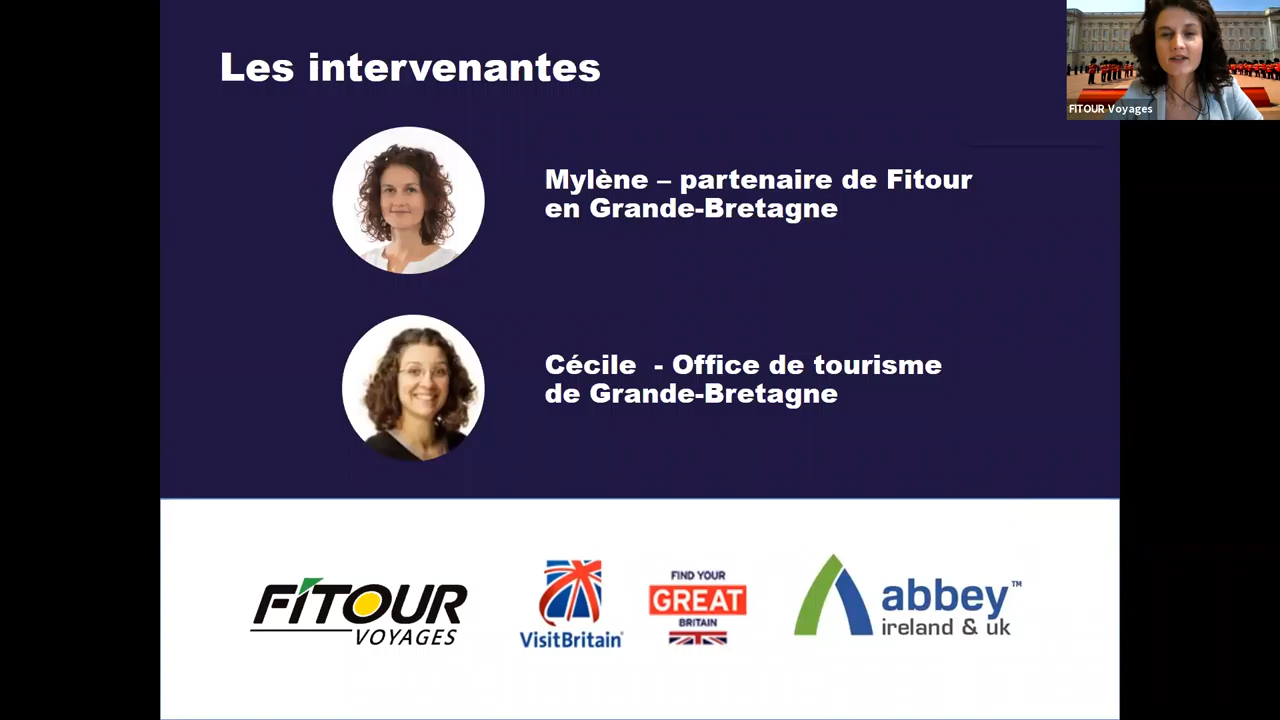 Les intervenantes
FITOUR Voyages
Mylène – partenaire de Fitour
en Grande-Bretagne
Cécile - Office de tourisme
de Grande-Bretagne
FITOUR
VOYAGES
VisitBritain
FIND YOUR
GREAT
BRITAIN
abbey™
ireland & uk